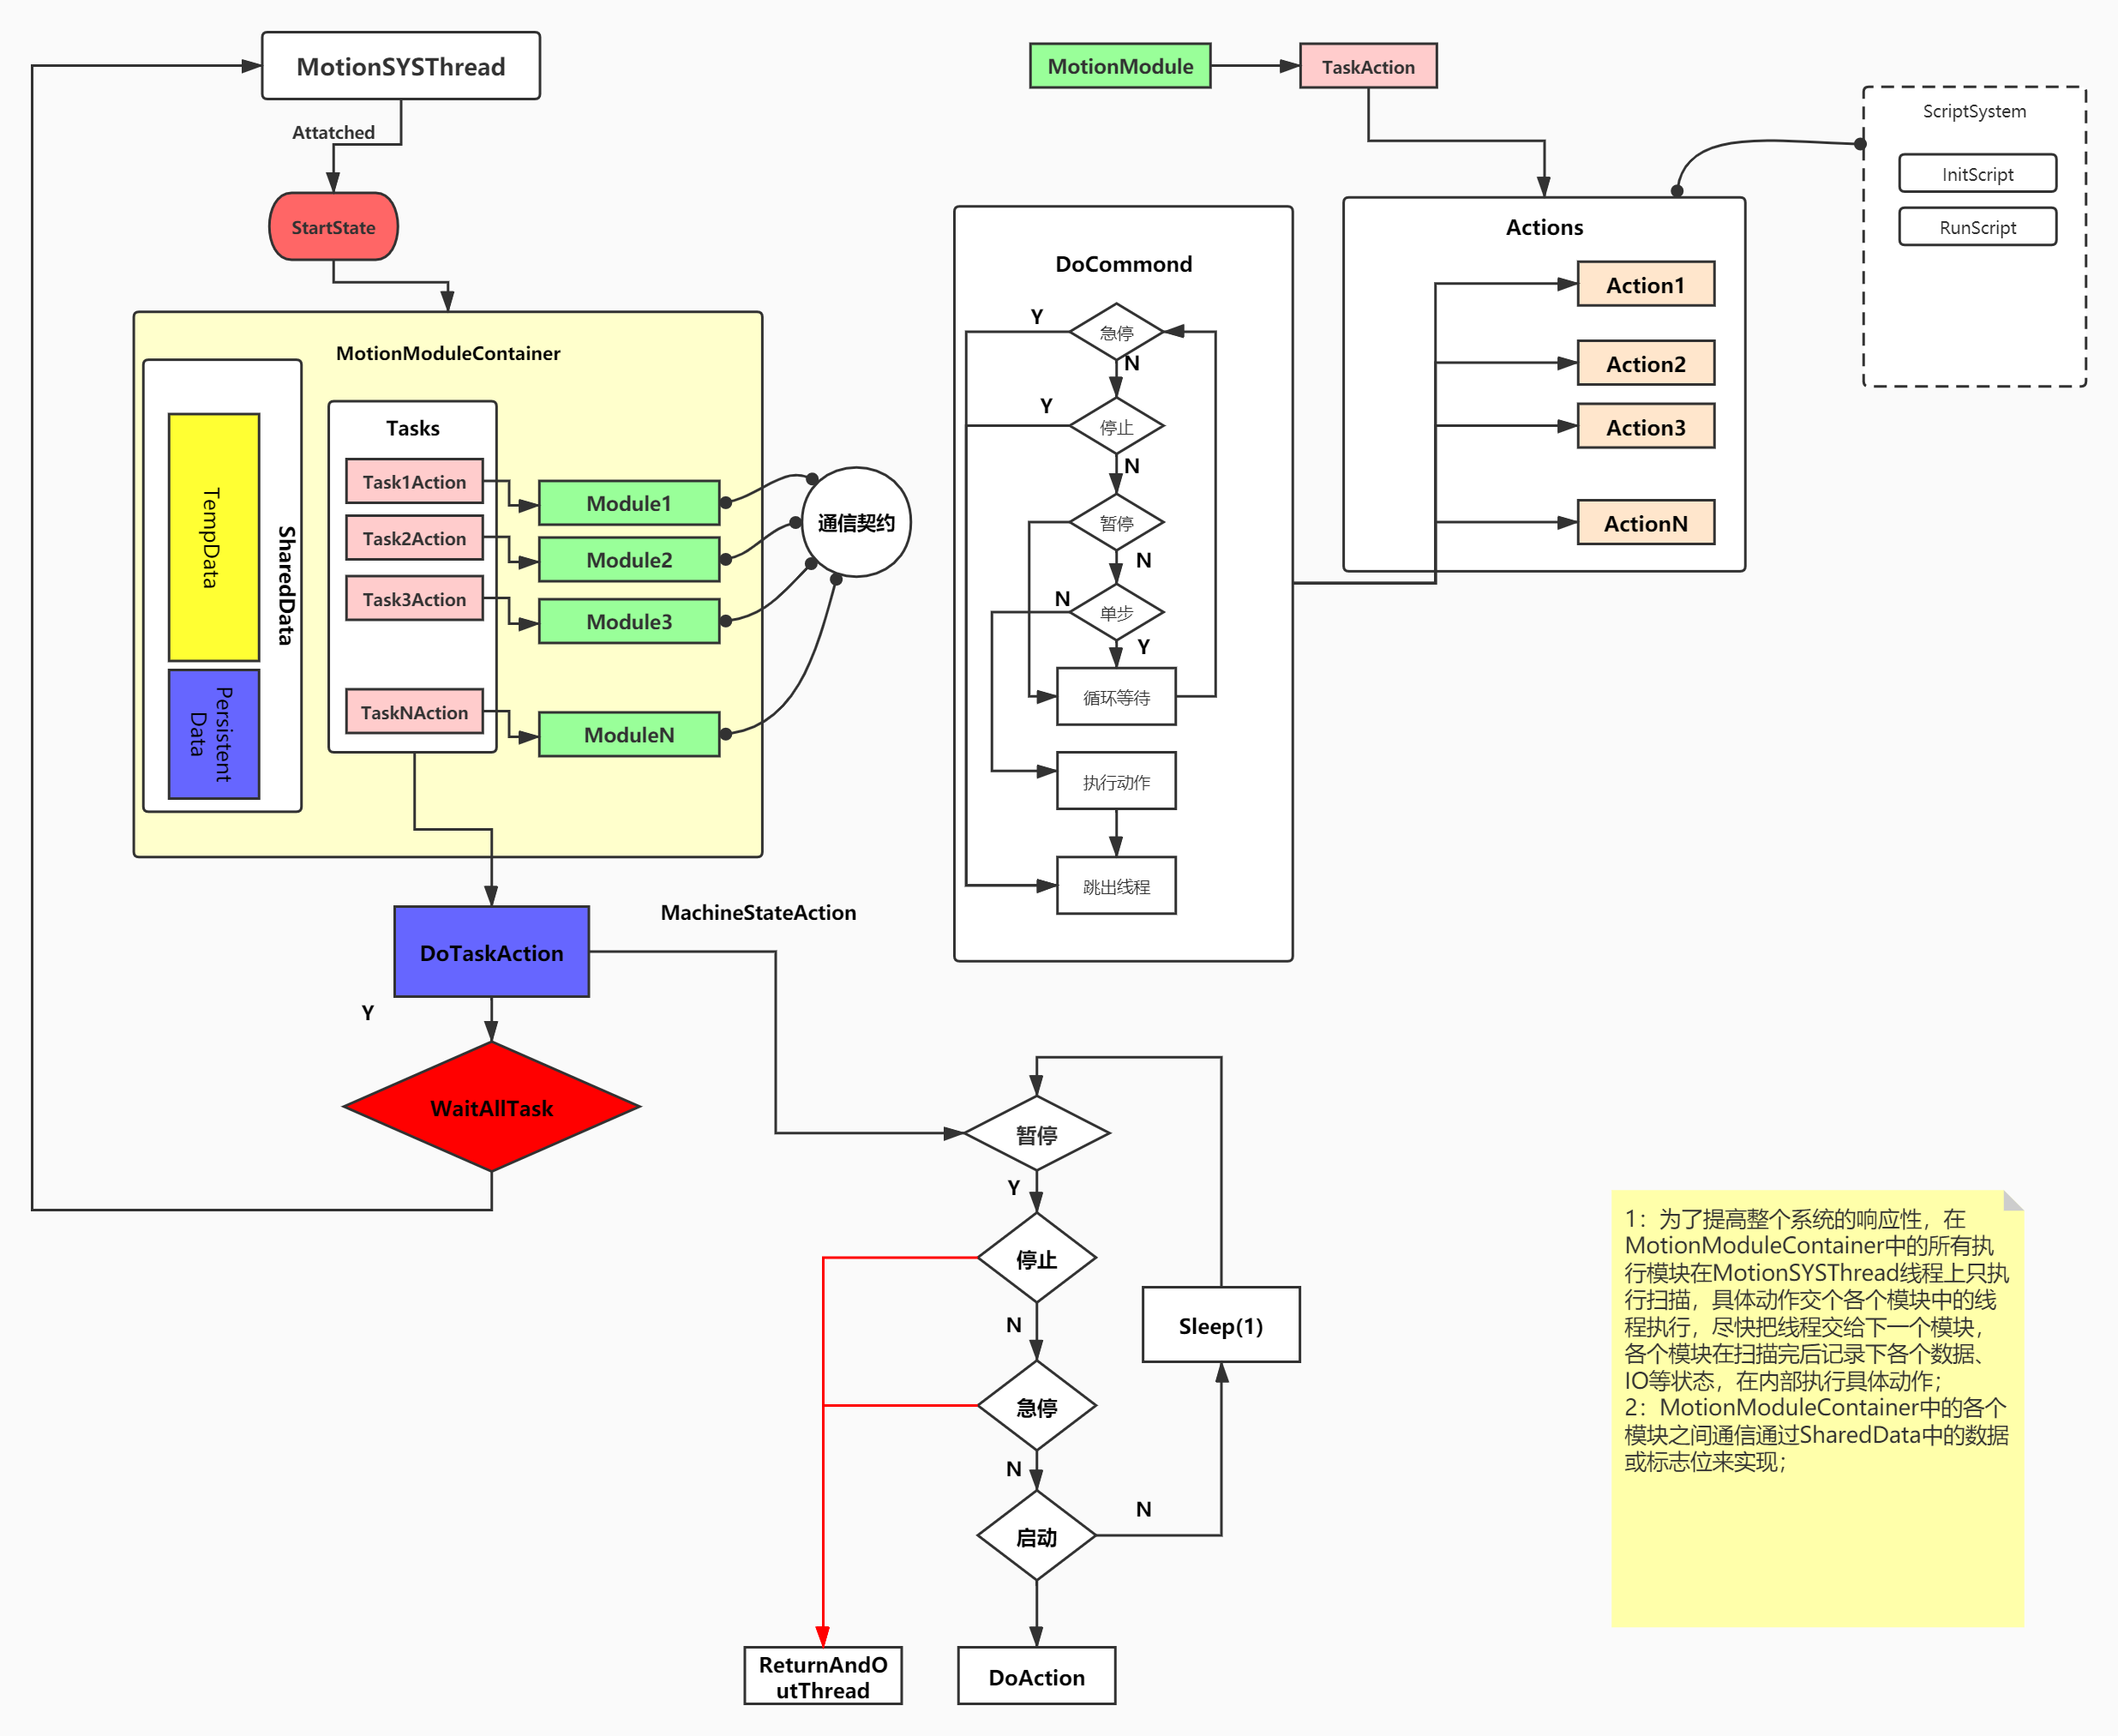 MotionSYSThread
Attatched
StartState
MotionModuleContainer
SharedData
TempData
Persistent
Data
Tasks
Task1Action
Task2Action
Task3Action
TaskNAction
Module1
Module2
Module3
ModuleN
通信契约
DoTaskAction
MachineStateAction
Y
WaitAllTask
MotionModule
TaskAction
DoCommond
Y
急停
N
Y
停止
N
暂停
N
N
单步
Y
循环等待
执行动作
跳出线程
Actions
Action1
Action2
Action3
ActionN
ScriptSystem
InitScript
RunScript
暂停
Y
停止
N
急停
N
启动
N
Sleep(1)
ReturnAndO
utThread
DoAction
1：为了提高整个系统的响应性，在
MotionModuleContainer中的所有执
行模块在MotionSYSThread线程上只执
行扫描，具体动作交个各个模块中的线
程执行，尽快把线程交给下一个模块，
各个模块在扫描完后记录下各个数据、
IO等状态，在内部执行具体动作；
2：MotionModuleContainer中的各个
模块之间通信通过SharedData中的数据
或标志位来实现；